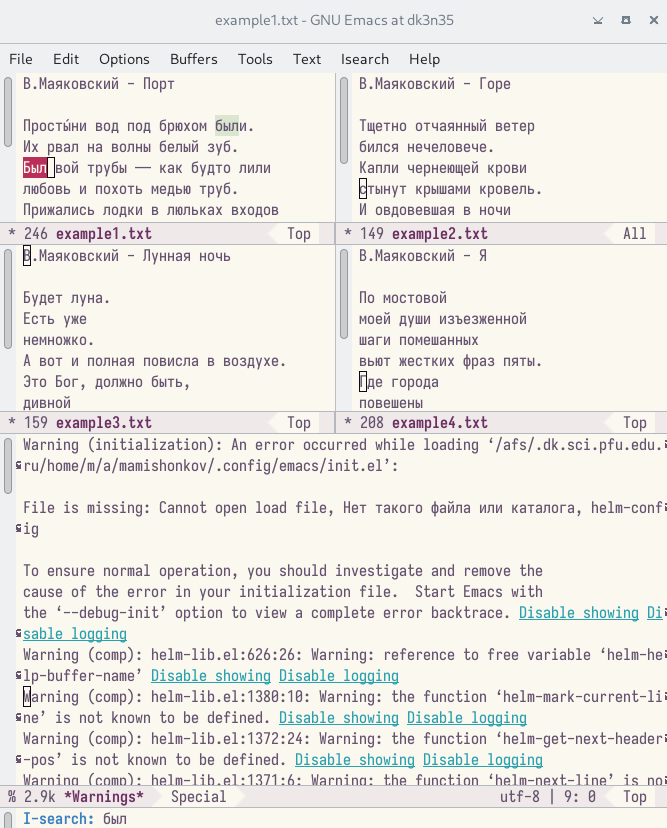 example1.txt - GNU Emacs at dk3n35
File Edit Options Buffers Tools Text Isearch Help
В.Маяковский - Порт
Просты́ни вод под брюхом были.
Их рвал на волны белый зуб.
Был вой трубы — как будто лили
любовь и похоть медью труб.
Прижались лодки в люльках входов
* 246 example1.txt Top
В.Маяковский - Горе
Тщетно отчаянный ветер
бился нечеловече.
Капли чернеющей крови
стынут крышами кровель.
И овдовевшая в ночи
* 149 example2.txt All
В.Маяковский - Лунная ночь
Будет луна.
Есть уже
немножко.
А вот и полная повисла в воздухе.
Это Бог, должно быть,
дивной
* 159 example3.txt Top
В.Маяковский - Я
По мостовой
моей души изъезженной
шаги помешанных
вьют жестких фраз пяты.
Где города
повешены
* 208 example4.txt Top
Warning (initialization): An error occurred while loading ‘/afs/.dk.sci.pfu.edu.
ru/home/m/a/mamishonkov/.config/emacs/init.el’:
File is missing: Cannot open load file, Нет такого файла или каталога, helm-conf
ig
To ensure normal operation, you should investigate and remove the
cause of the error in your initialization file.  Start Emacs with
the ‘--debug-init’ option to view a complete error backtrace. Disable showing Di
sable logging
Warning (comp): helm-lib.el:626:26: Warning: reference to free variable ‘helm-he
lp-buffer-name’ Disable showing Disable logging
Warning (comp): helm-lib.el:1380:10: Warning: the function ‘helm-mark-current-li
ne’ is not known to be defined. Disable showing Disable logging
Warning (comp): helm-lib.el:1372:24: Warning: the function ‘helm-get-next-header
-pos’ is not known to be defined. Disable showing Disable logging
Warning (comp): helm-lib.el:1371:6: Warning: the function ‘helm-next-line’ is no
% 2.9k *Warnings* Special utf-8 | 9: 0 Top
I-search: был